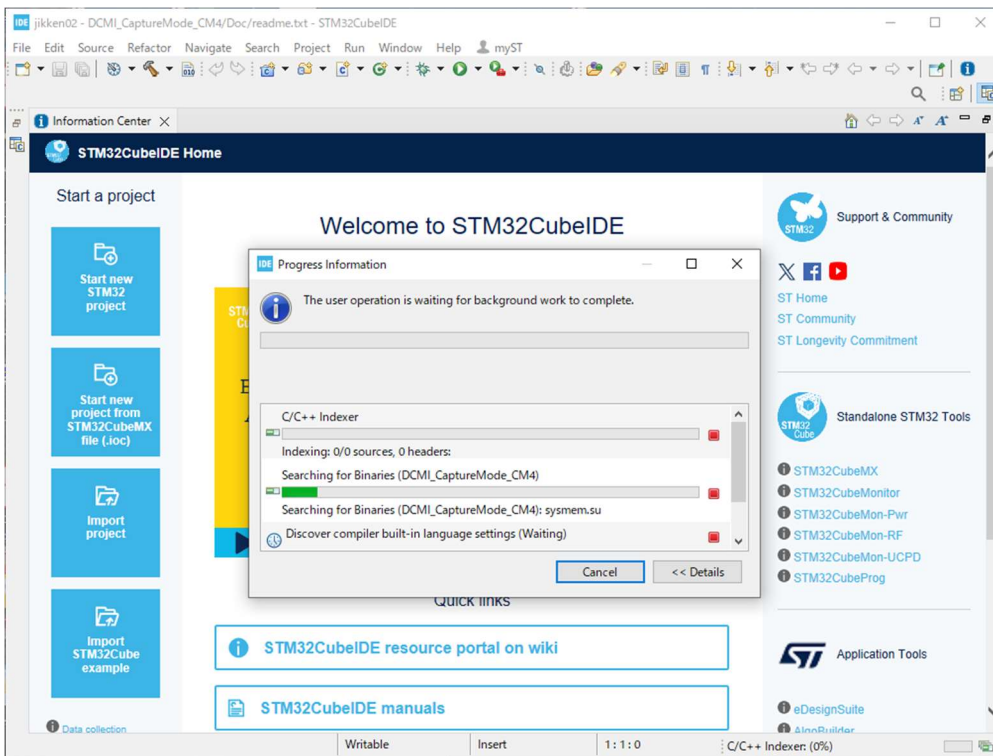 IDE jikken02 - DCMI_CaptureMode_CM4/Doc/readme.txt - STM32CubeIDE
File Edit Source Refactor Navigate Search Project Run Window Help myST
Information Center
STM32CubeIDE Home
Start a project
Start new
STM32
project
Start new
project from
STM32CubeMX
file (.ioc)
Import
project
Import
STM32Cube
example
Data collection
Welcome to STM32CubeIDE
IDE Progress Information
The user operation is waiting for background work to complete.
C/C++ Indexer
Indexing: 0/0 sources, 0 headers:
Searching for Binaries (DCMI_CaptureMode_CM4)
Searching for Binaries (DCMI_CaptureMode_CM4): sysmem.su
Discover compiler built-in language settings (Waiting)
Cancel
<< Details
Quick links
STM32CubeIDE resource portal on wiki
STM32CubeIDE manuals
STM32
Support & Community
ST Home
ST Community
ST Longevity Commitment
STM32
Cube
Standalone STM32 Tools
STM32CubeMX
STM32CubeMonitor
STM32CubeMon-Pwr
STM32CubeMon-RF
STM32CubeMon-UCPD
STM32CubeProg
Application Tools
eDesignSuite
AlgoBuilder
Writable
Insert
1:1:0
C/C++ Indexer: (0%)